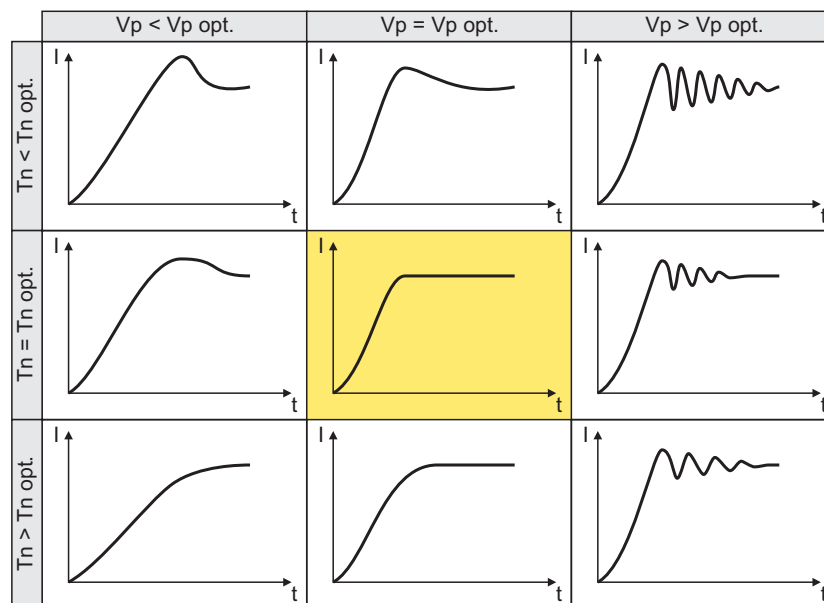 Vp < Vp opt.
Vp = Vp opt.
Vp > Vp opt.
Tn < Tn opt.
I
t
I
t
I
t
Tn = Tn opt.
I
t
I
t
I
t
Tn > Tn opt.
I
t
I
t
I
t